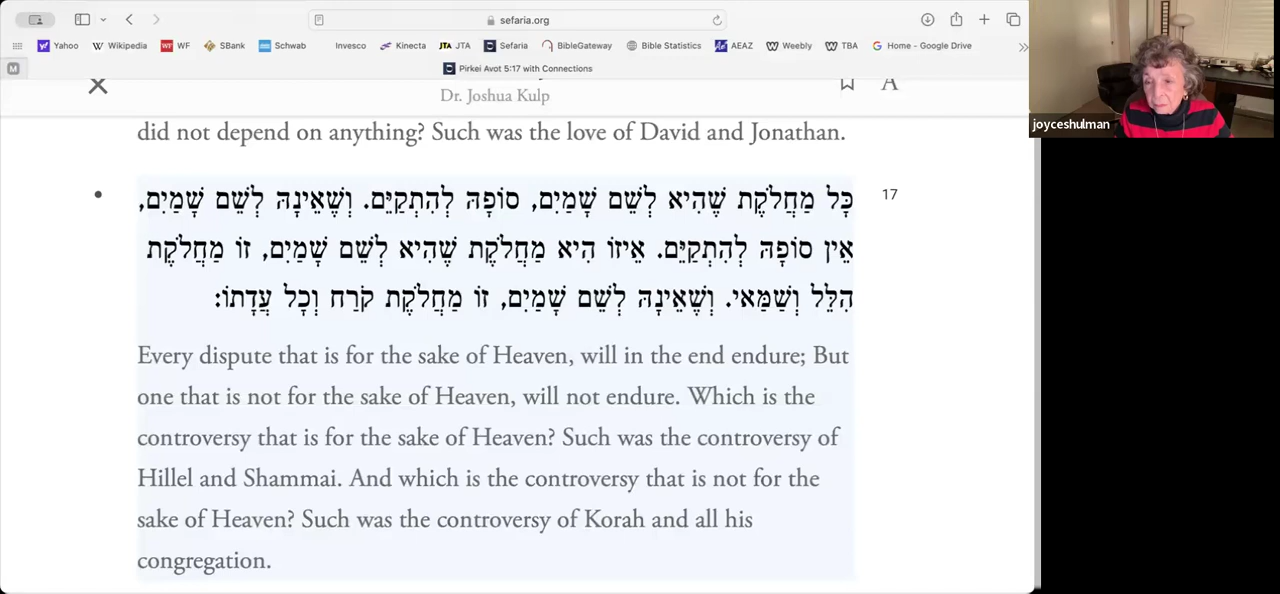 sefaria.org
Yahoo
Wikipedia
WF
SBank
Schwab
Invesco
Kinecta
JTA
Sefaria
BibleGateway
Bible Statistics
AEAZ
Weebly
TBA
Home - Google Drive
M
Pirkei Avot 5:17 with Connections
Dr. Joshua Kulp
A
joyceshulman
did not depend on anything? Such was the love of David and Jonathan.
17
כָּל מַחֲלֹקֶת שֶׁהִיא לְשֵׁם שָׁמַיִם, סוֹפָהּ לְהִתְקַיֵּם. וְשֶׁאֵינָהּ לְשֵׁם שָׁמַיִם,
אֵין סוֹפָהּ לְהִתְקַיֵּם. אֵיזוֹ הִיא מַחֲלֹקֶת שֶׁהִיא לְשֵׁם שָׁמַיִם, זוֹ מַחֲלֹקֶת
הִלֵּל וְשַׁמַּאי. וְשֶׁאֵינָהּ לְשֵׁם שָׁמַיִם, זוֹ מַחֲלֹקֶת קֹרַח וְכָל עֲדָתוֹ:
Every dispute that is for the sake of Heaven, will in the end endure; But
one that is not for the sake of Heaven, will not endure. Which is the
controversy that is for the sake of Heaven? Such was the controversy of
Hillel and Shammai. And which is the controversy that is not for the
sake of Heaven? Such was the controversy of Korah and all his
congregation.